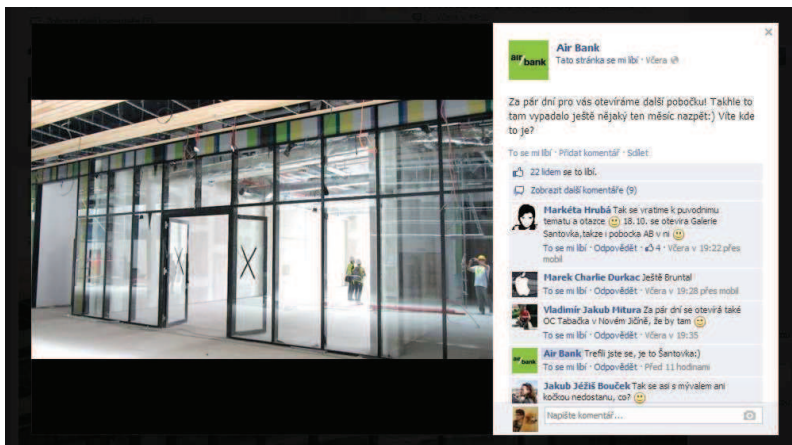 air bank
Air Bank
Tato stránka se mi líbí · Včera
Za pár dní pro vás otevíráme další pobočku! Takhle to
tam vypadalo ještě nějaký ten měsíc nazpět:) Víte kde
to je?
To se mi líbí · Přidat komentář · Sdílet
22 lidem se to líbí.
Zobrazit další komentáře (9)
Markéta Hrubá Tak se vratime k puvodnimu
tematu a otazce 18. 10. se otevira Galerie
Santovka,takze i pobocka AB v ni
To se mi líbí · Odpovědět · 4 · Včera v 19:22 přes
mobil
Marek Charlie Durkac Ještě Bruntal
To se mi líbí · Odpovědět · Včera v 19:28 přes mobil
Vladimír Jakub Mitura Za pár dní se otevírá také
OC Tabačka v Novém Jičíně, že by tam
To se mi líbí · Odpovědět · Včera v 19:35
air bank
Air Bank Trefili jste se, je to Šantovka:)
To se mi líbí · Odpovědět · Před 11 hodinami
Jakub Jéžiš Bouček Tak se asi s mývalem ani
kočkou nedostanu, co?
Napište komentář...